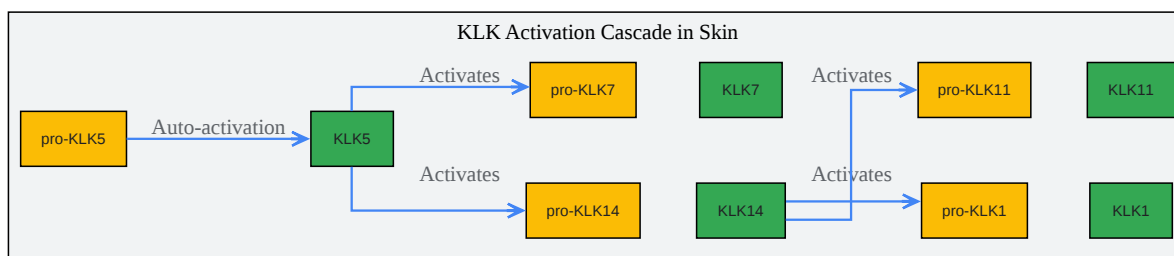 KLK Activation Cascade in Skin
Activates
Activates
pro-KLK7
KLK7
pro-KLK11
KLK11
pro-KLK5
Auto-activation
KLK5
Activates
Activates
pro-KLK14
KLK14
pro-KLK1
KLK1